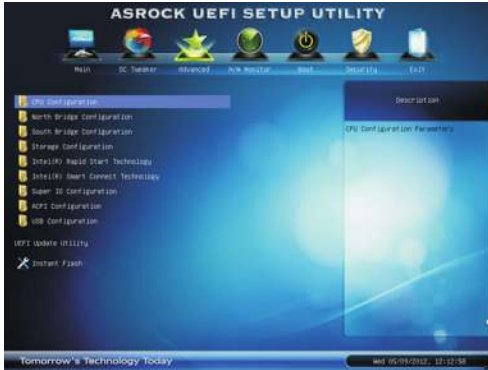 ASROCK UEFI SETUP UTILITY
Main OC Tweaker Advanced H/W Monitor Boot Security Exit
CPU Configuration
North Bridge Configuration
South Bridge Configuration
Storage Configuration
Intel(R) Rapid Start Technology
Intel(R) Smart Connect Technology
Super IO Configuration
ACPI Configuration
USB Configuration
UEFI Update Utility
Instant Flash
Description
CPU Configuration Parameters
Tomorrow's Technology Today
Wed 05/09/2012, 12:12:58